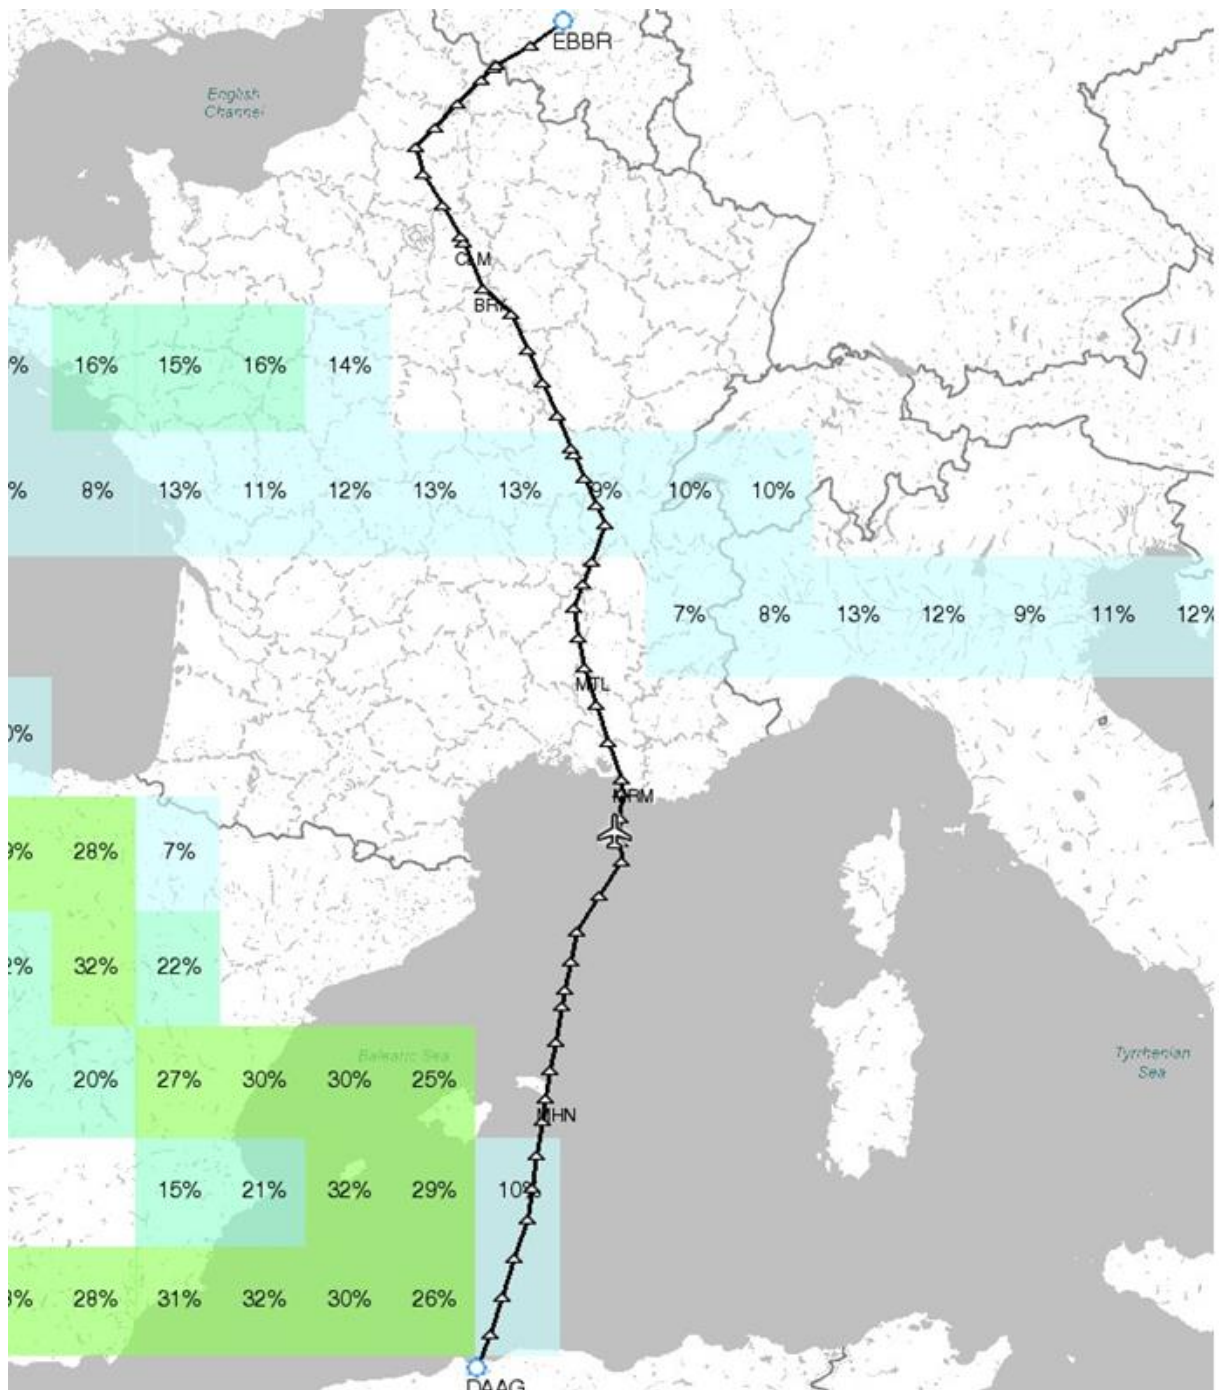 EBBR
English
Channel
CLM
BRY
% 16% 15% 16% 14%
% 8% 13% 11% 12% 13% 13% 9% 10% 10%
7% 8% 13% 12% 9% 11% 12%
MTL
0%
MRM
9% 28% 7%
2% 32% 22%
Balearic Sea
Tyrrhenian
Sea
0% 20% 27% 30% 30% 25%
MHN
15% 21% 32% 29% 10%
% 28% 31% 32% 30% 26%
DAAG